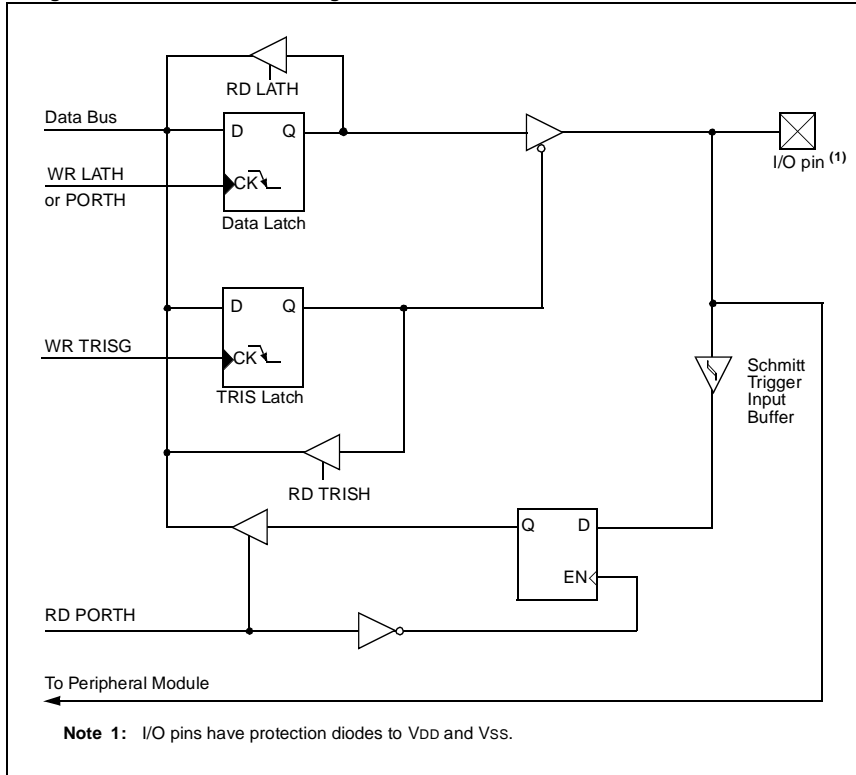 RD LATH
Data Bus
D Q
I/O pin (1)
WR LATH
or PORTH
CK
Data Latch
D Q
WR TRISG
CK
TRIS Latch
Schmitt
Trigger
Input
Buffer
RD TRISH
Q D
EN
RD PORTH
To Peripheral Module
Note 1: I/O pins have protection diodes to VDD and VSS.